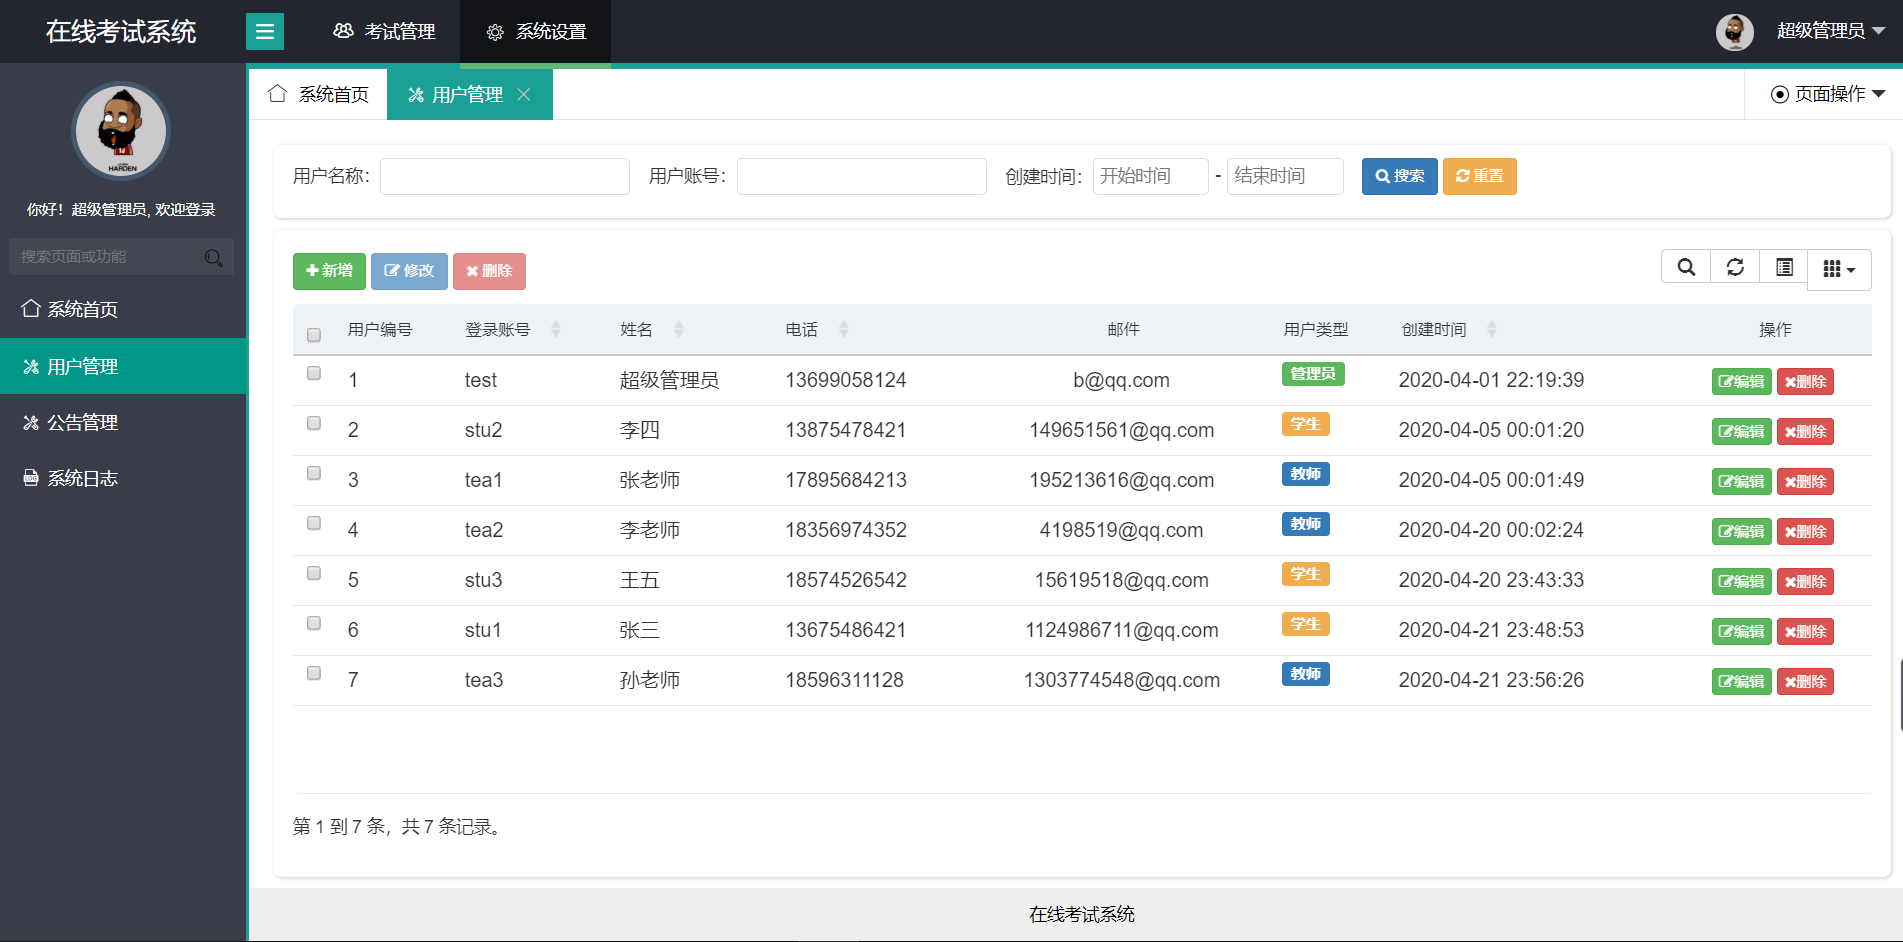 在线考试系统
考试管理
系统设置
超级管理员
HARDEN
你好！超级管理员, 欢迎登录
搜索页面或功能
系统首页
用户管理
公告管理
系统日志
系统首页
用户管理
页面操作
用户名称：
用户账号：
创建时间： 开始时间 - 结束时间
搜索
重置
新增
修改
删除
用户编号 登录账号 姓名 电话 邮件 用户类型 创建时间 操作
1 test 超级管理员 13699058124 b@qq.com 管理员 2020-04-01 22:19:39 编辑 删除
2 stu2 李四 13875478421 149651561@qq.com 学生 2020-04-05 00:01:20 编辑 删除
3 tea1 张老师 17895684213 195213616@qq.com 教师 2020-04-05 00:01:49 编辑 删除
4 tea2 李老师 18356974352 4198519@qq.com 教师 2020-04-20 00:02:24 编辑 删除
5 stu3 王五 18574526542 15619518@qq.com 学生 2020-04-20 23:43:33 编辑 删除
6 stu1 张三 13675486421 1124986711@qq.com 学生 2020-04-21 23:48:53 编辑 删除
7 tea3 孙老师 18596311128 1303774548@qq.com 教师 2020-04-21 23:56:26 编辑 删除
第 1 到 7 条，共 7 条记录。
在线考试系统